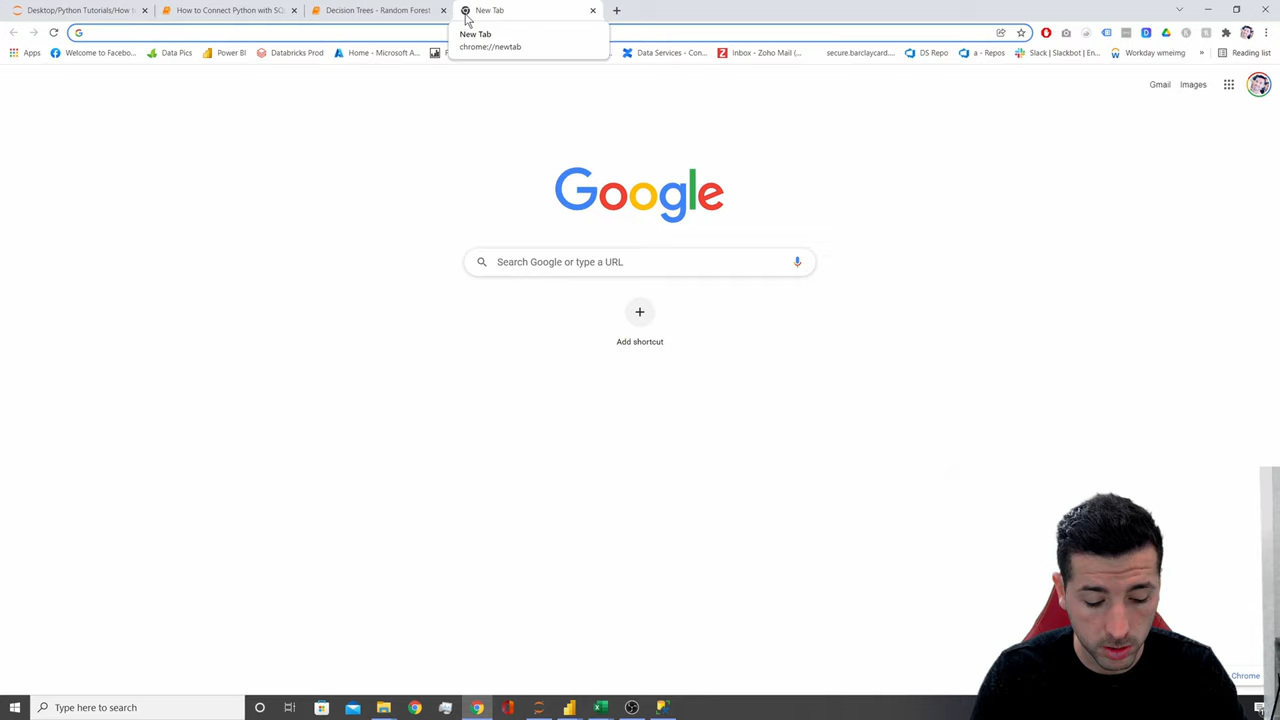 Desktop/Python Tutorials/How t
How to Connect Python with SQL
Decision Trees - Random Forest
New Tab
New Tab
chrome://newtab
Apps
Welcome to Facebo...
Data Pics
Power BI
Databricks Prod
Home - Microsoft A...
Data Services - Con...
Inbox - Zoho Mail (...
secure.barclaycard....
DS Repo
a - Repos
Slack | Slackbot | E...
Workday wmeimg
»
Reading list
Gmail
Images
Google
Search Google or type a URL
Add shortcut
Chrome
Type here to search